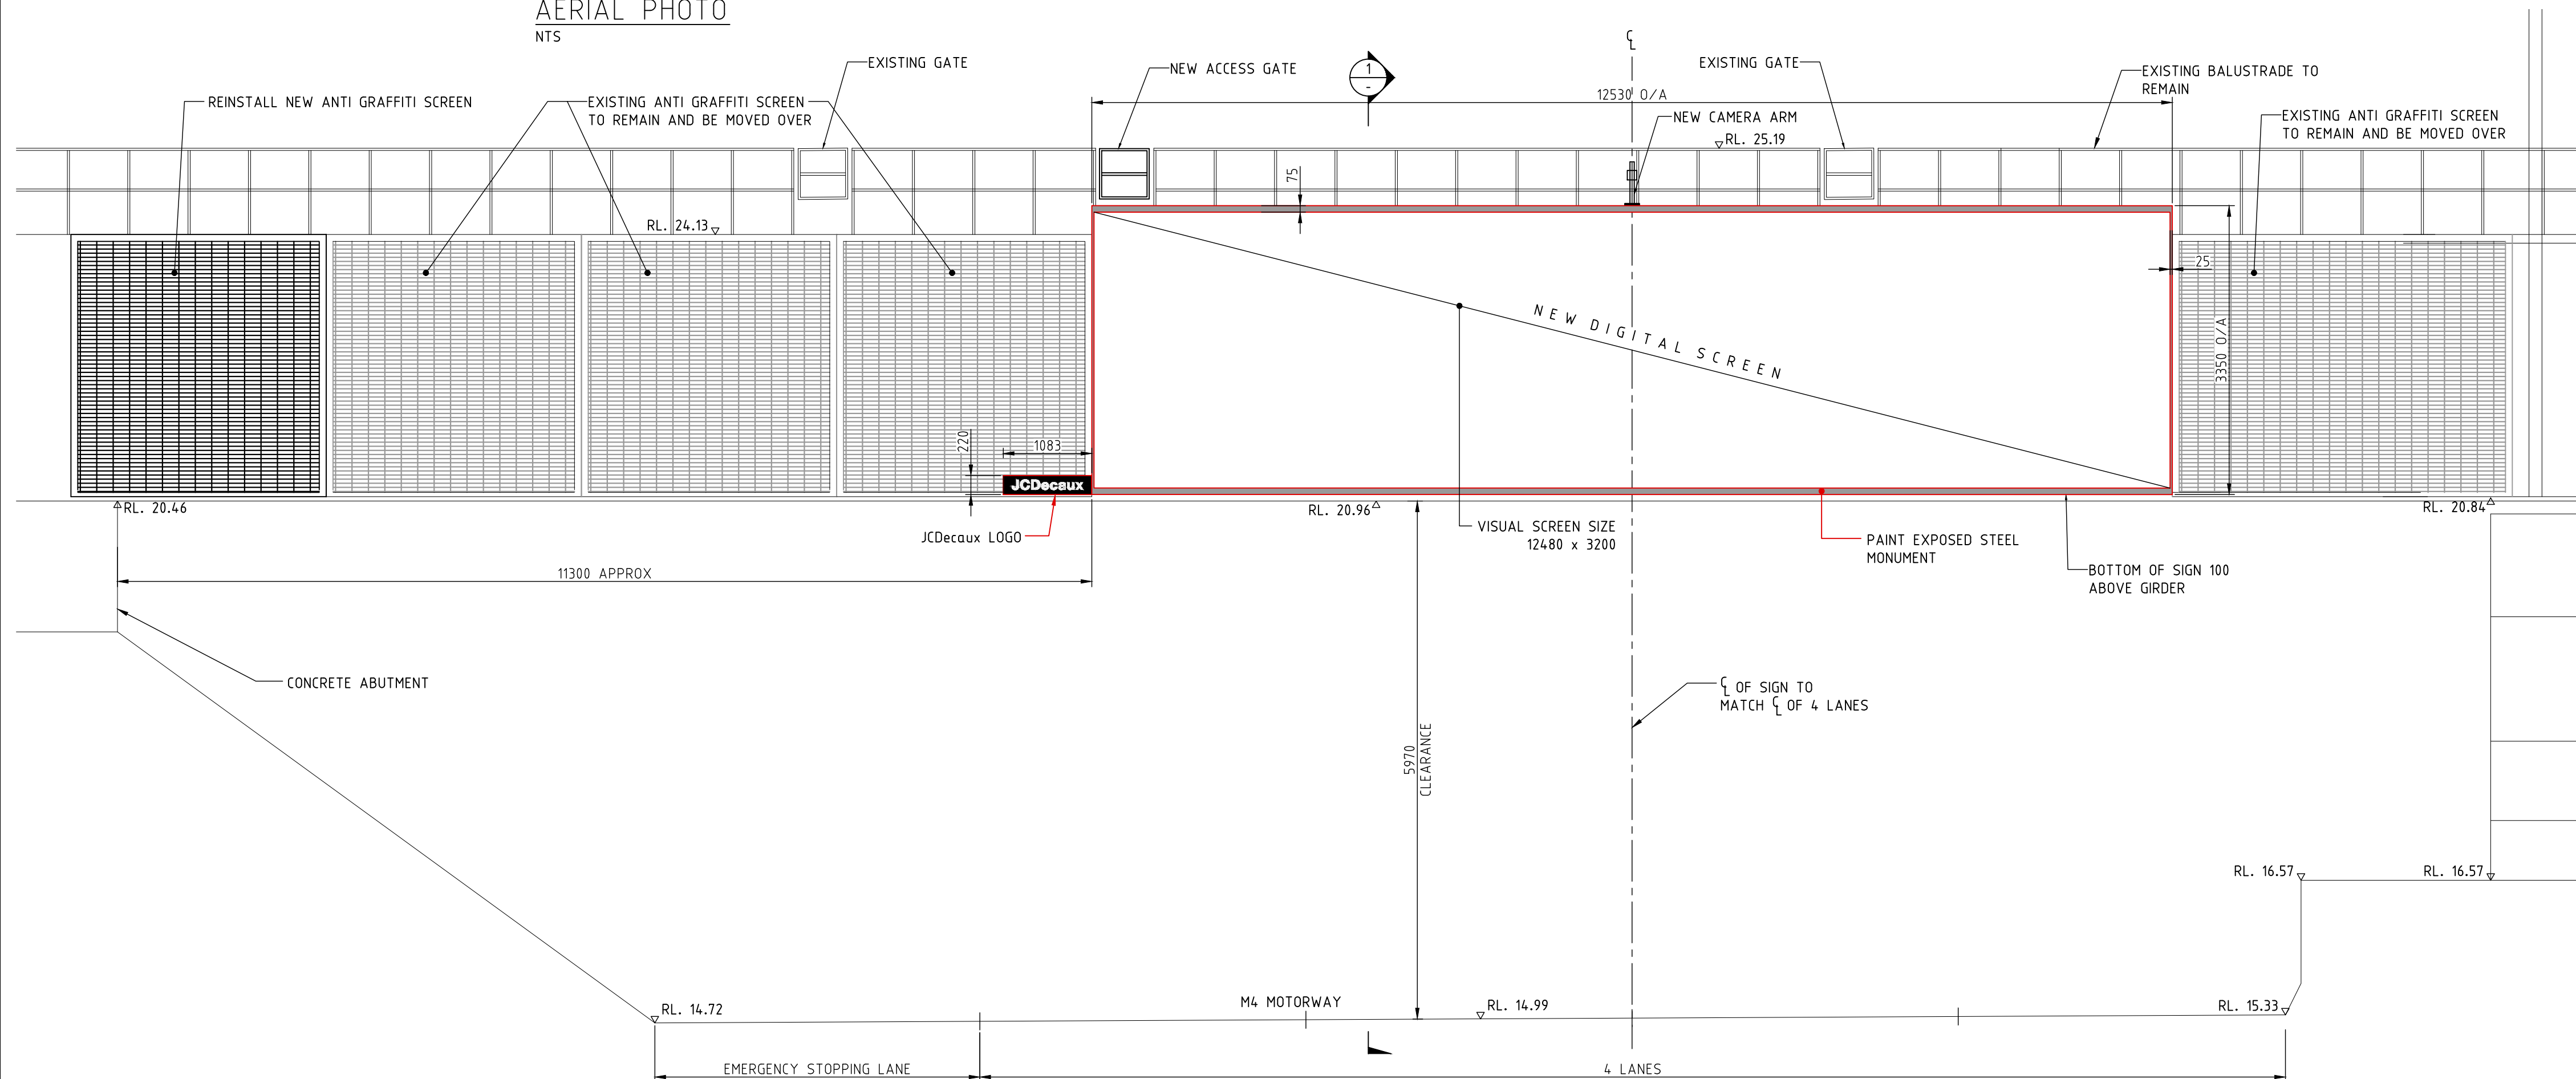 AERIAL PHOTO
NTS
EXISTING GATE
NEW ACCESS GATE
1
-
℄
EXISTING GATE
EXISTING BALUSTRADE TO
REMAIN
REINSTALL NEW ANTI GRAFFITI SCREEN
EXISTING ANTI GRAFFITI SCREEN
TO REMAIN AND BE MOVED OVER
12530 O/A
NEW CAMERA ARM
EXISTING ANTI GRAFFITI SCREEN
TO REMAIN AND BE MOVED OVER
RL. 25.19
75
RL. 24.13
25
NEW DIGITAL SCREEN
3350 O/A
220
1083
JCDecaux
RL. 20.46
RL. 20.96
RL. 20.84
JCDecaux LOGO
VISUAL SCREEN SIZE
12480 x 3200
PAINT EXPOSED STEEL
MONUMENT
BOTTOM OF SIGN 100
ABOVE GIRDER
11300 APPROX
CONCRETE ABUTMENT
℄ OF SIGN TO
MATCH ℄ OF 4 LANES
5970
CLEARANCE
RL. 16.57
RL. 16.57
RL. 14.72
M4 MOTORWAY
RL. 14.99
RL. 15.33
EMERGENCY STOPPING LANE
4 LANES